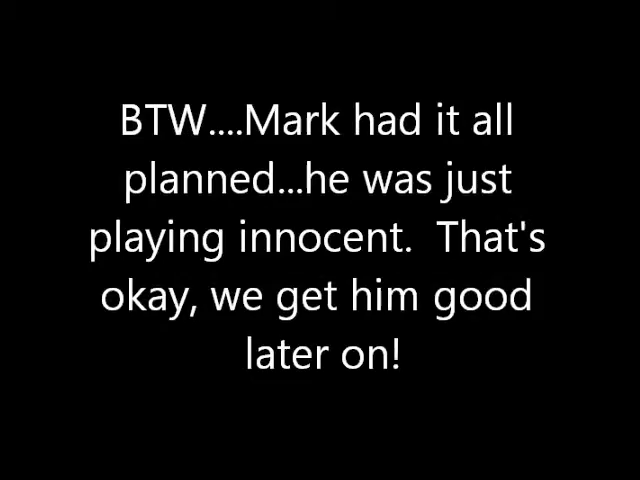 BTW....Mark had it all
planned...he was just
playing innocent.  That's
okay, we get him good
later on!